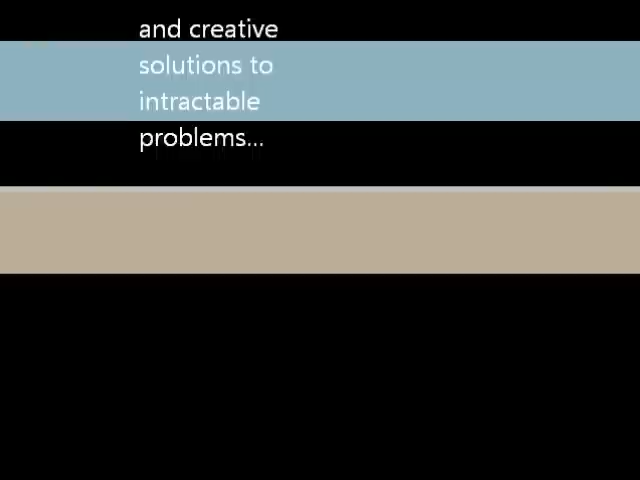 and creative
solutions to
intractable
problems...